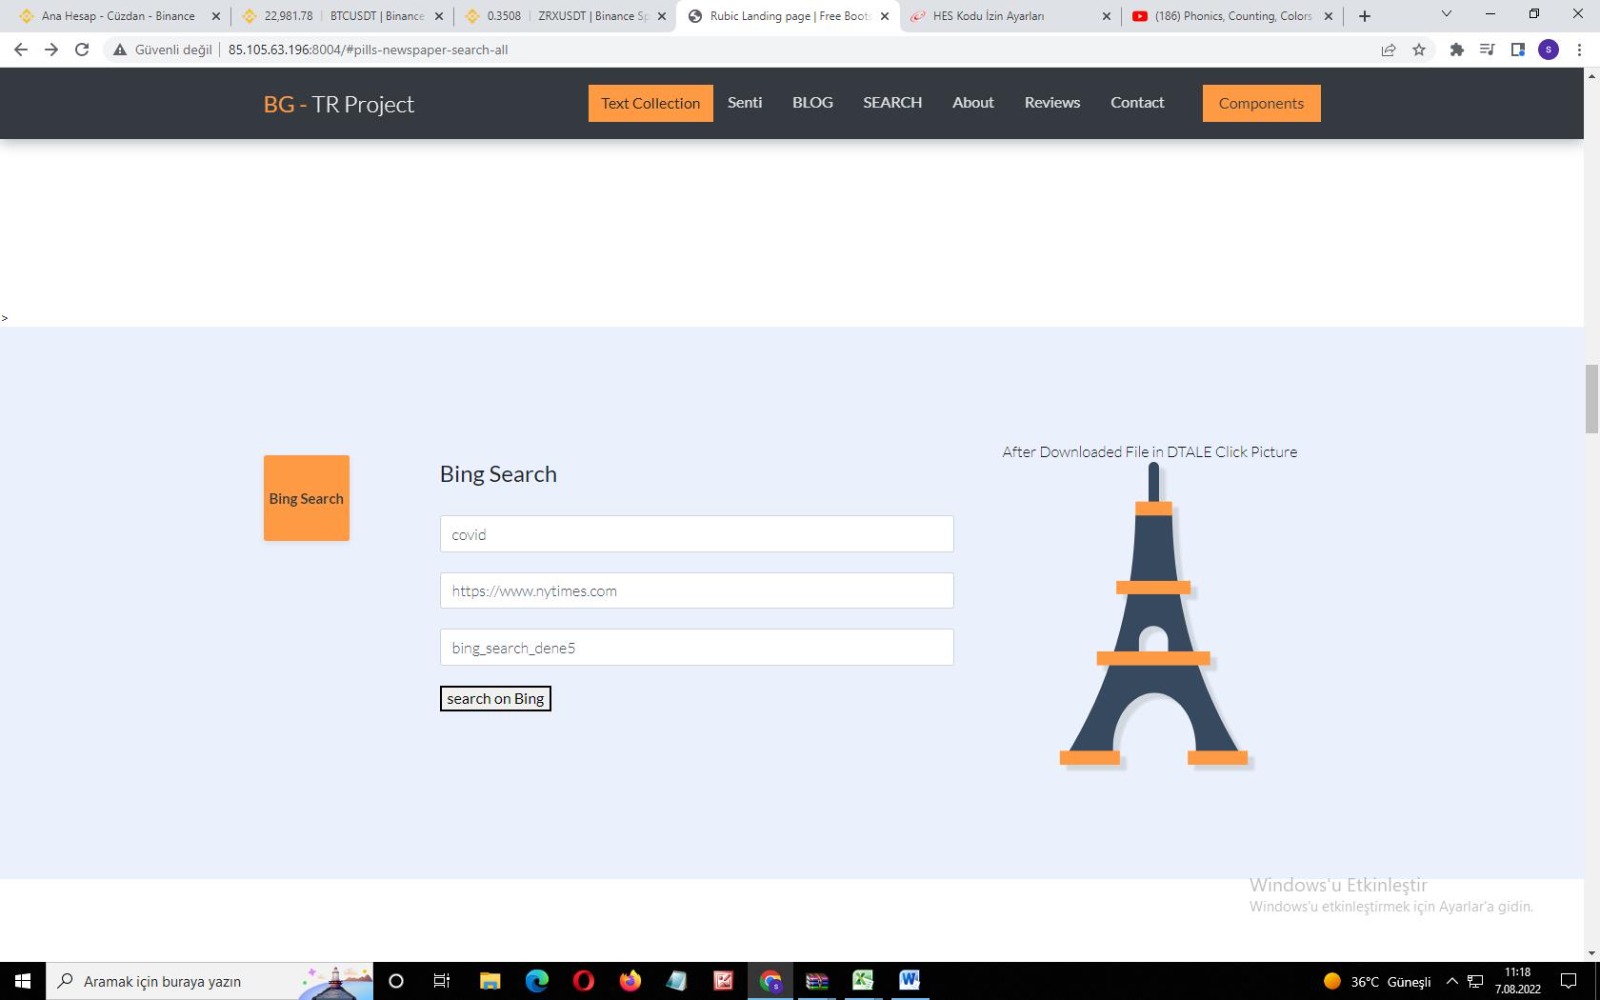 Ana Hesap - Cüzdan - Binance
22,981.78 | BTCUSDT | Binance
0.3508 | ZRXUSDT | Binance Sp
Rubic Landing page | Free Boots
HES Kodu İzin Ayarları
(186) Phonics, Counting, Colors
Güvenli değil | 85.105.63.196:8004/#pills-newspaper-search-all
s
BG - TR Project
Text Collection
Senti
BLOG
SEARCH
About
Reviews
Contact
Components
>
After Downloaded File in DTALE Click Picture
Bing Search
Bing Search
covid
https://www.nytimes.com
bing_search_dene5
search on Bing
Windows'u Etkinleştir
Windows'u etkinleştirmek için Ayarlar'a gidin.
Aramak için buraya yazın
36°C Güneşli
11:18
7.08.2022